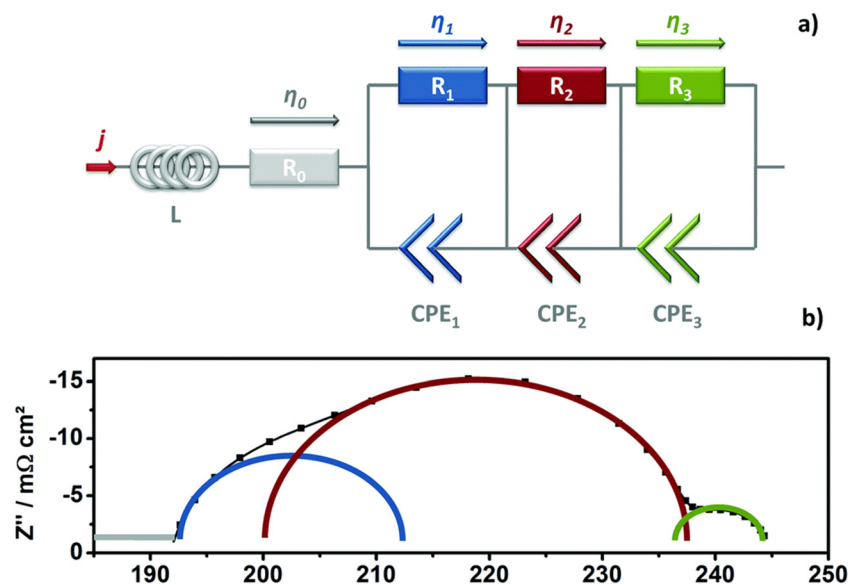 η1 η2 η3 a)
R1 R2 R3
η0
j
R0
L
CPE1 CPE2 CPE3
b)
-15
-10
-5
0
Z'' / mΩ cm²
190 200 210 220 230 240 250